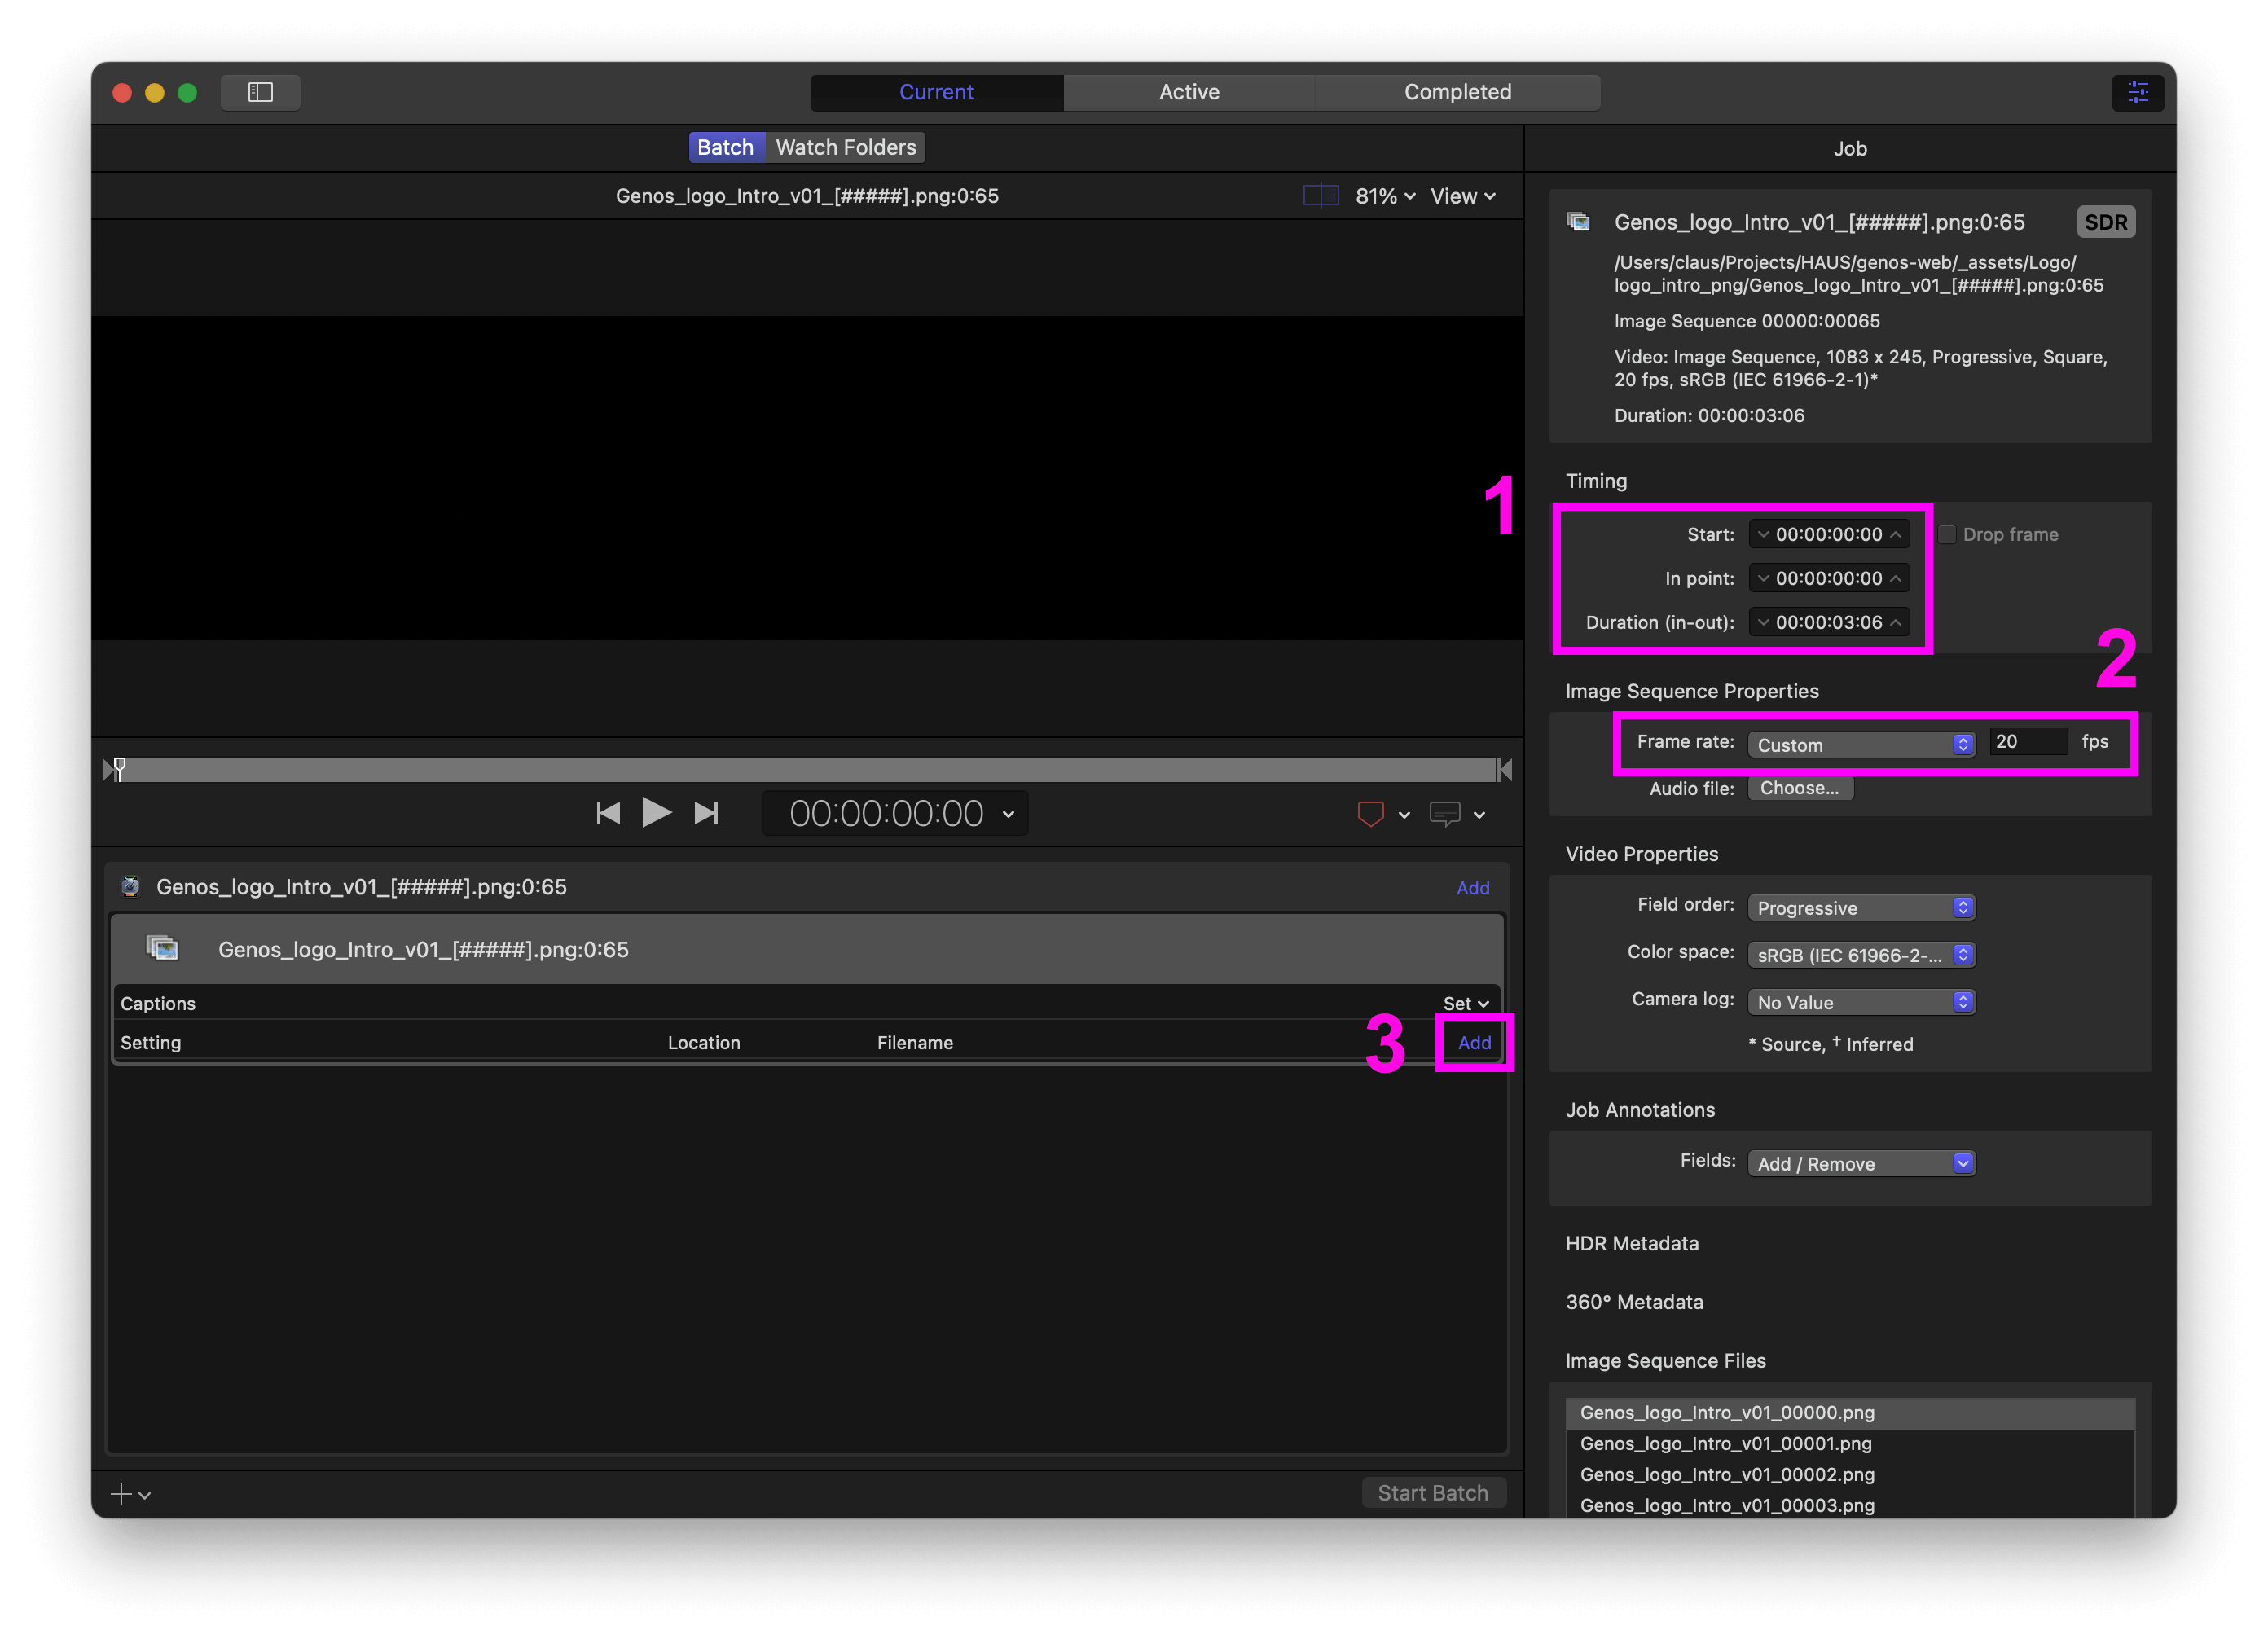 Current Active Completed
Batch Watch Folders
Job
Genos_logo_Intro_v01_[#####].png:0:65
81% View
Genos_logo_Intro_v01_[#####].png:0:65 SDR
/Users/claus/Projects/HAUS/genos-web/_assets/Logo/
logo_intro_png/Genos_logo_Intro_v01_[#####].png:0:65
Image Sequence 00000:00065
Video: Image Sequence, 1083 x 245, Progressive, Square,
20 fps, sRGB (IEC 61966-2-1)*
Duration: 00:00:03:06
Timing
1
Start: 00:00:00:00 Drop frame
In point: 00:00:00:00
Duration (in-out): 00:00:03:06
2
Image Sequence Properties
Frame rate: Custom 20 fps
Audio file: Choose...
00:00:00:00
Video Properties
Field order: Progressive
Color space: sRGB (IEC 61966-2-...
Camera log: No Value
* Source, † Inferred
Genos_logo_Intro_v01_[#####].png:0:65 Add
Genos_logo_Intro_v01_[#####].png:0:65
Captions Set
Setting Location Filename 3 Add
Job Annotations
Fields: Add / Remove
HDR Metadata
360° Metadata
Image Sequence Files
Genos_logo_Intro_v01_00000.png
Genos_logo_Intro_v01_00001.png
Genos_logo_Intro_v01_00002.png
Genos_logo_Intro_v01_00003.png
Start Batch